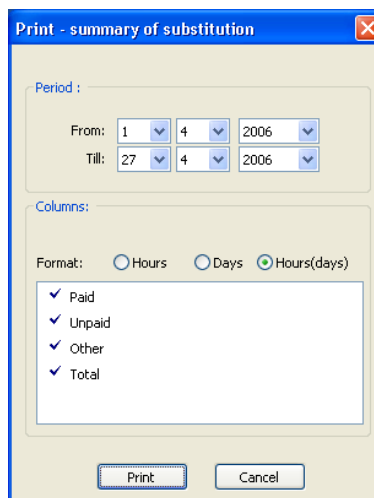 Print - summary of substitution
Period :
From: 1 4 2006
Till: 27 4 2006
Columns:
Format: Hours Days Hours(days)
Paid
Unpaid
Other
Total
Print Cancel